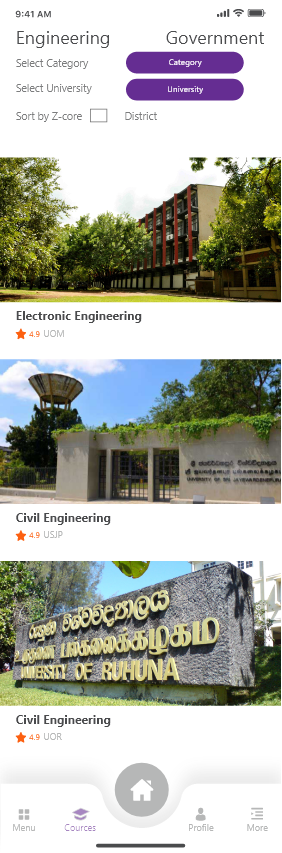 9:41 AM
Engineering Government
Select Category Category
Select University University
Sort by Z-core District
Electronic Engineering
4.9 UOM
Civil Engineering
4.9 USJP
රුහුණ විශ්වවිද්‍යාලය
ருகுணைப் பல்கலைக்கழகம்
UNIVERSITY OF RUHUNA
Civil Engineering
4.9 UOR
Menu Cources Profile More